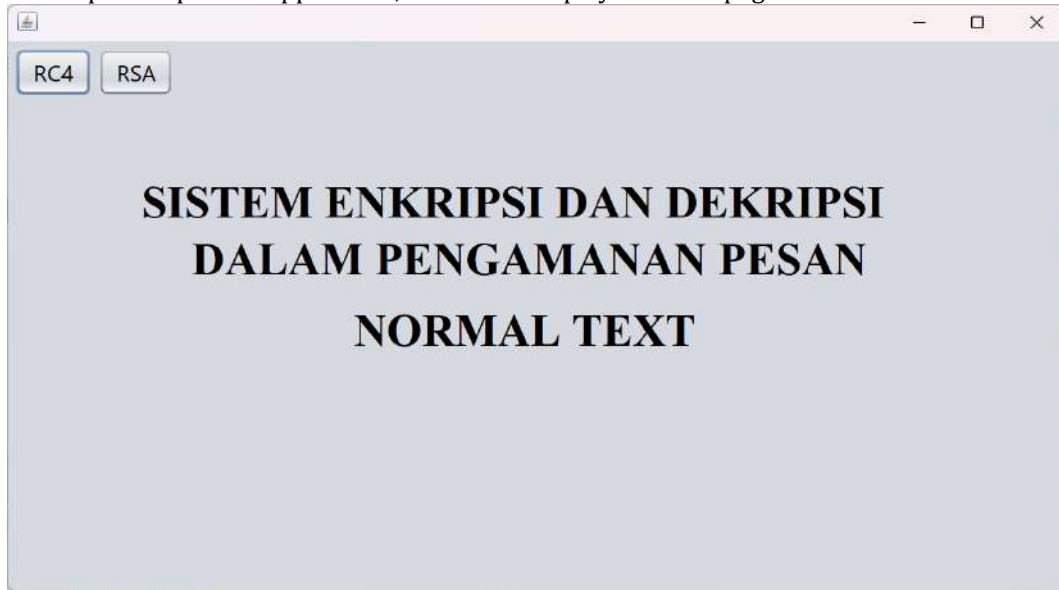 RC4 RSA
SISTEM ENKRIPSI DAN DEKRIPSI
DALAM PENGAMANAN PESAN
NORMAL TEXT